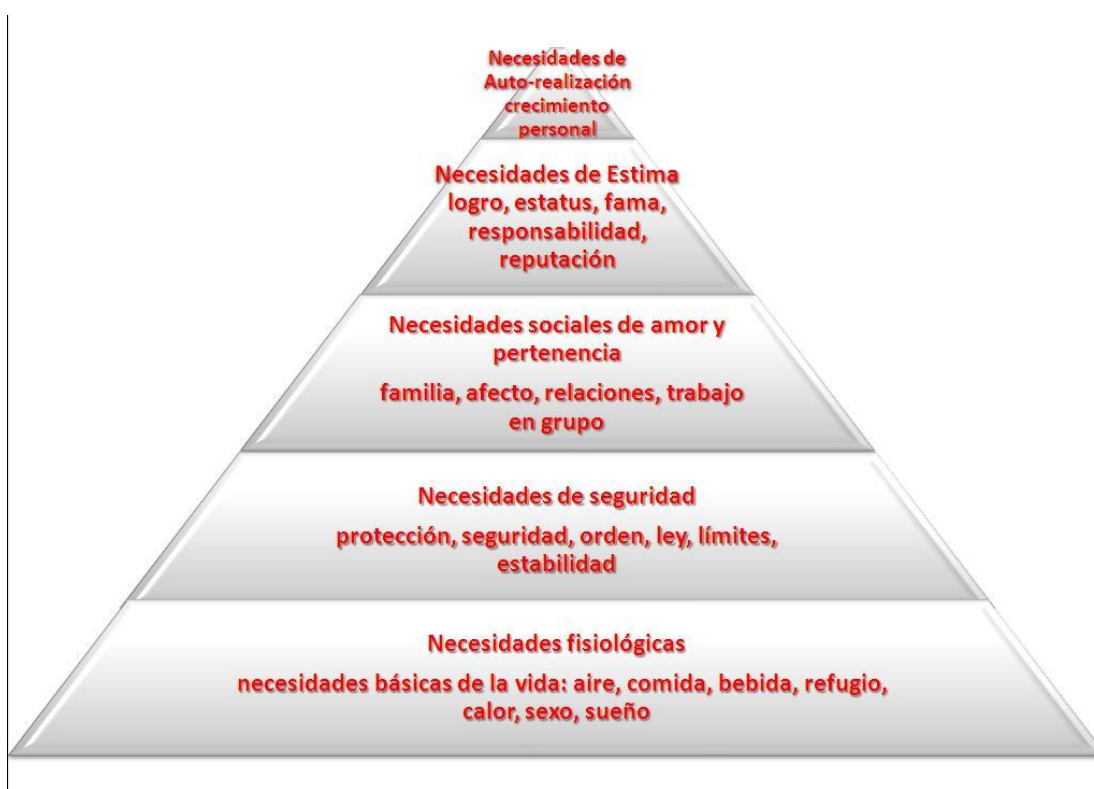 Necesidades de
Auto-realización
crecimiento
personal
Necesidades de Estima
logro, estatus, fama,
responsabilidad,
reputación
Necesidades sociales de amor y
pertenencia
familia, afecto, relaciones, trabajo
en grupo
Necesidades de seguridad
protección, seguridad, orden, ley, límites,
estabilidad
Necesidades fisiológicas
necesidades básicas de la vida: aire, comida, bebida, refugio,
calor, sexo, sueño